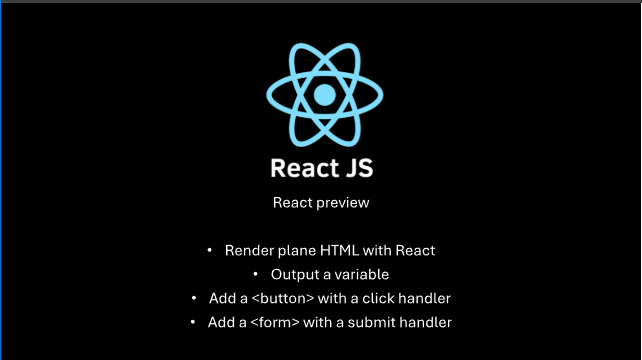 React JS
React preview
• Render plane HTML with React
• Output a variable
• Add a <button> with a click handler
• Add a <form> with a submit handler